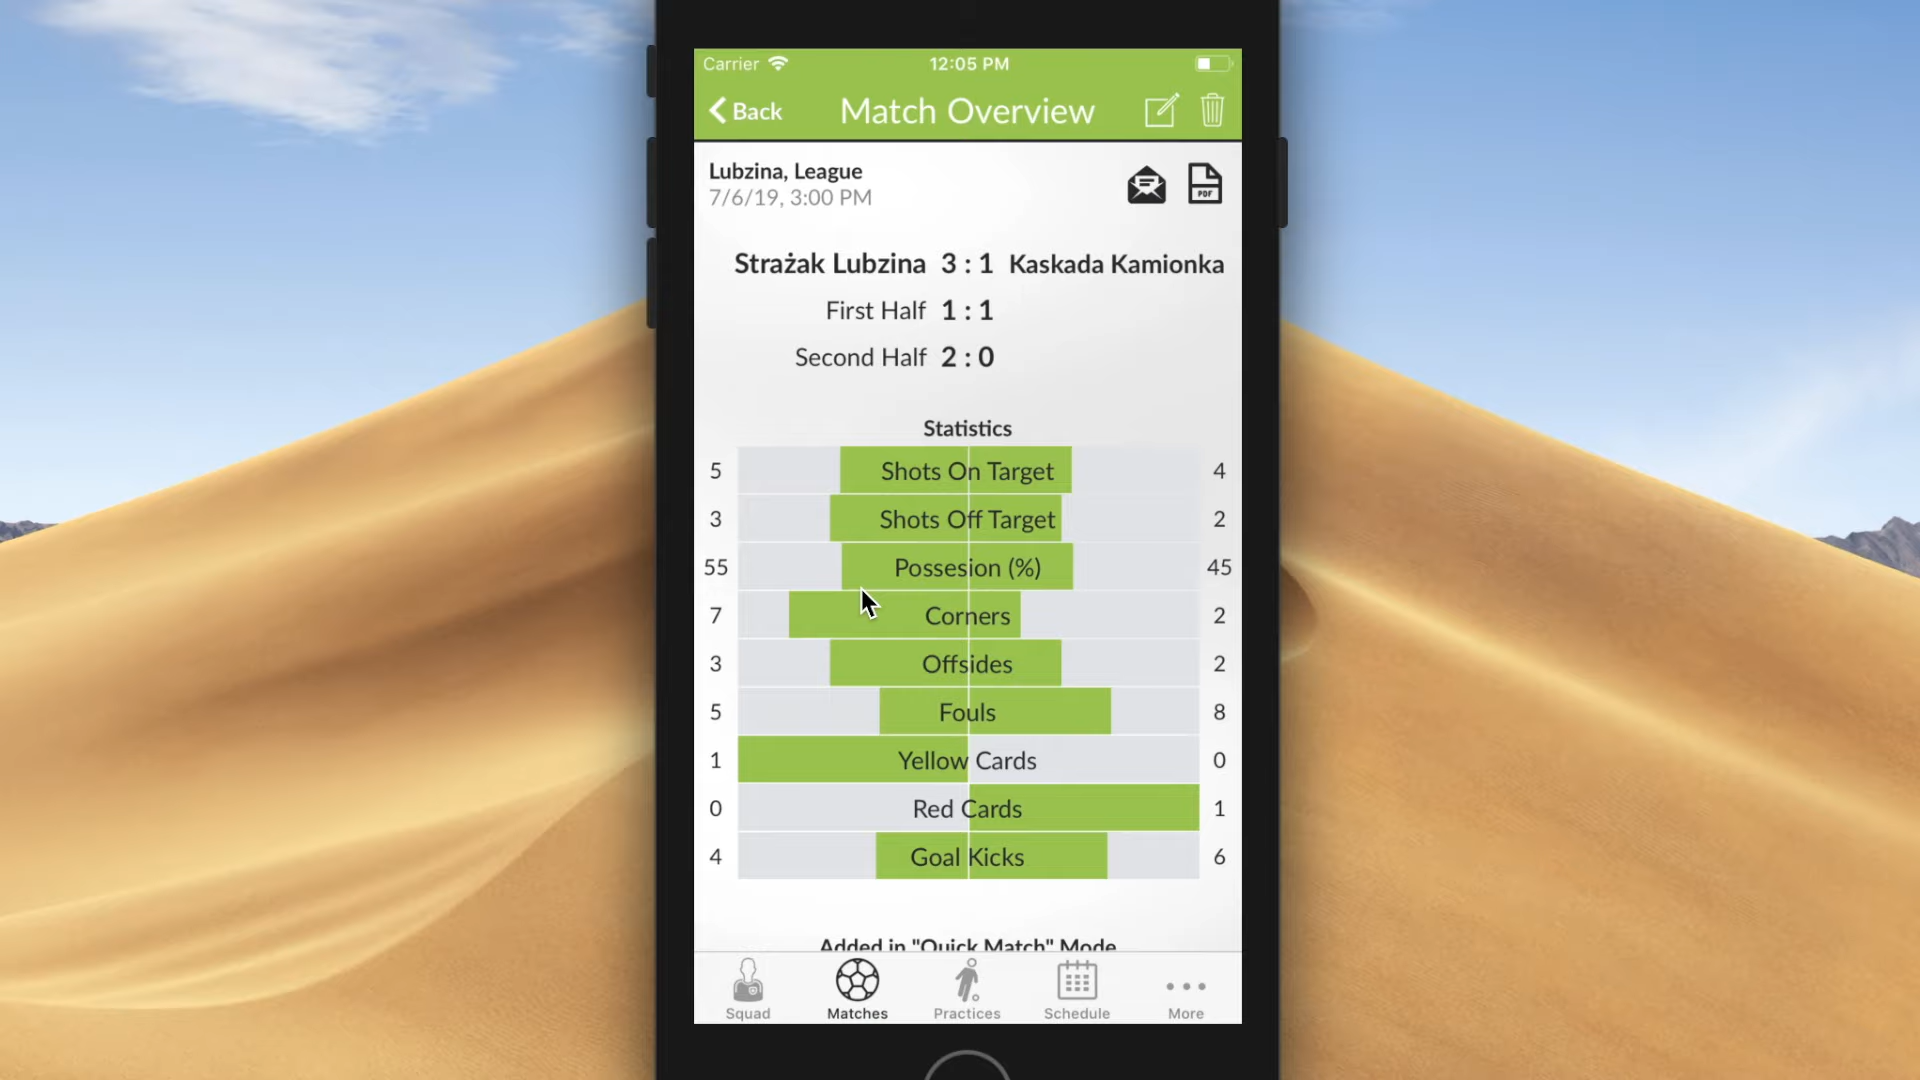 Carrier 12:05 PM
Back Match Overview
Lubzina, League
7/6/19, 3:00 PM
PDF
Strażak Lubzina 3 : 1 Kaskada Kamionka
First Half 1 : 1
Second Half 2 : 0
Statistics
5 Shots On Target 4
3 Shots Off Target 2
55 Possesion (%) 45
7 Corners 2
3 Offsides 2
5 Fouls 8
1 Yellow Cards 0
0 Red Cards 1
4 Goal Kicks 6
Added in "Quick Match" Mode
Squad Matches Practices Schedule More